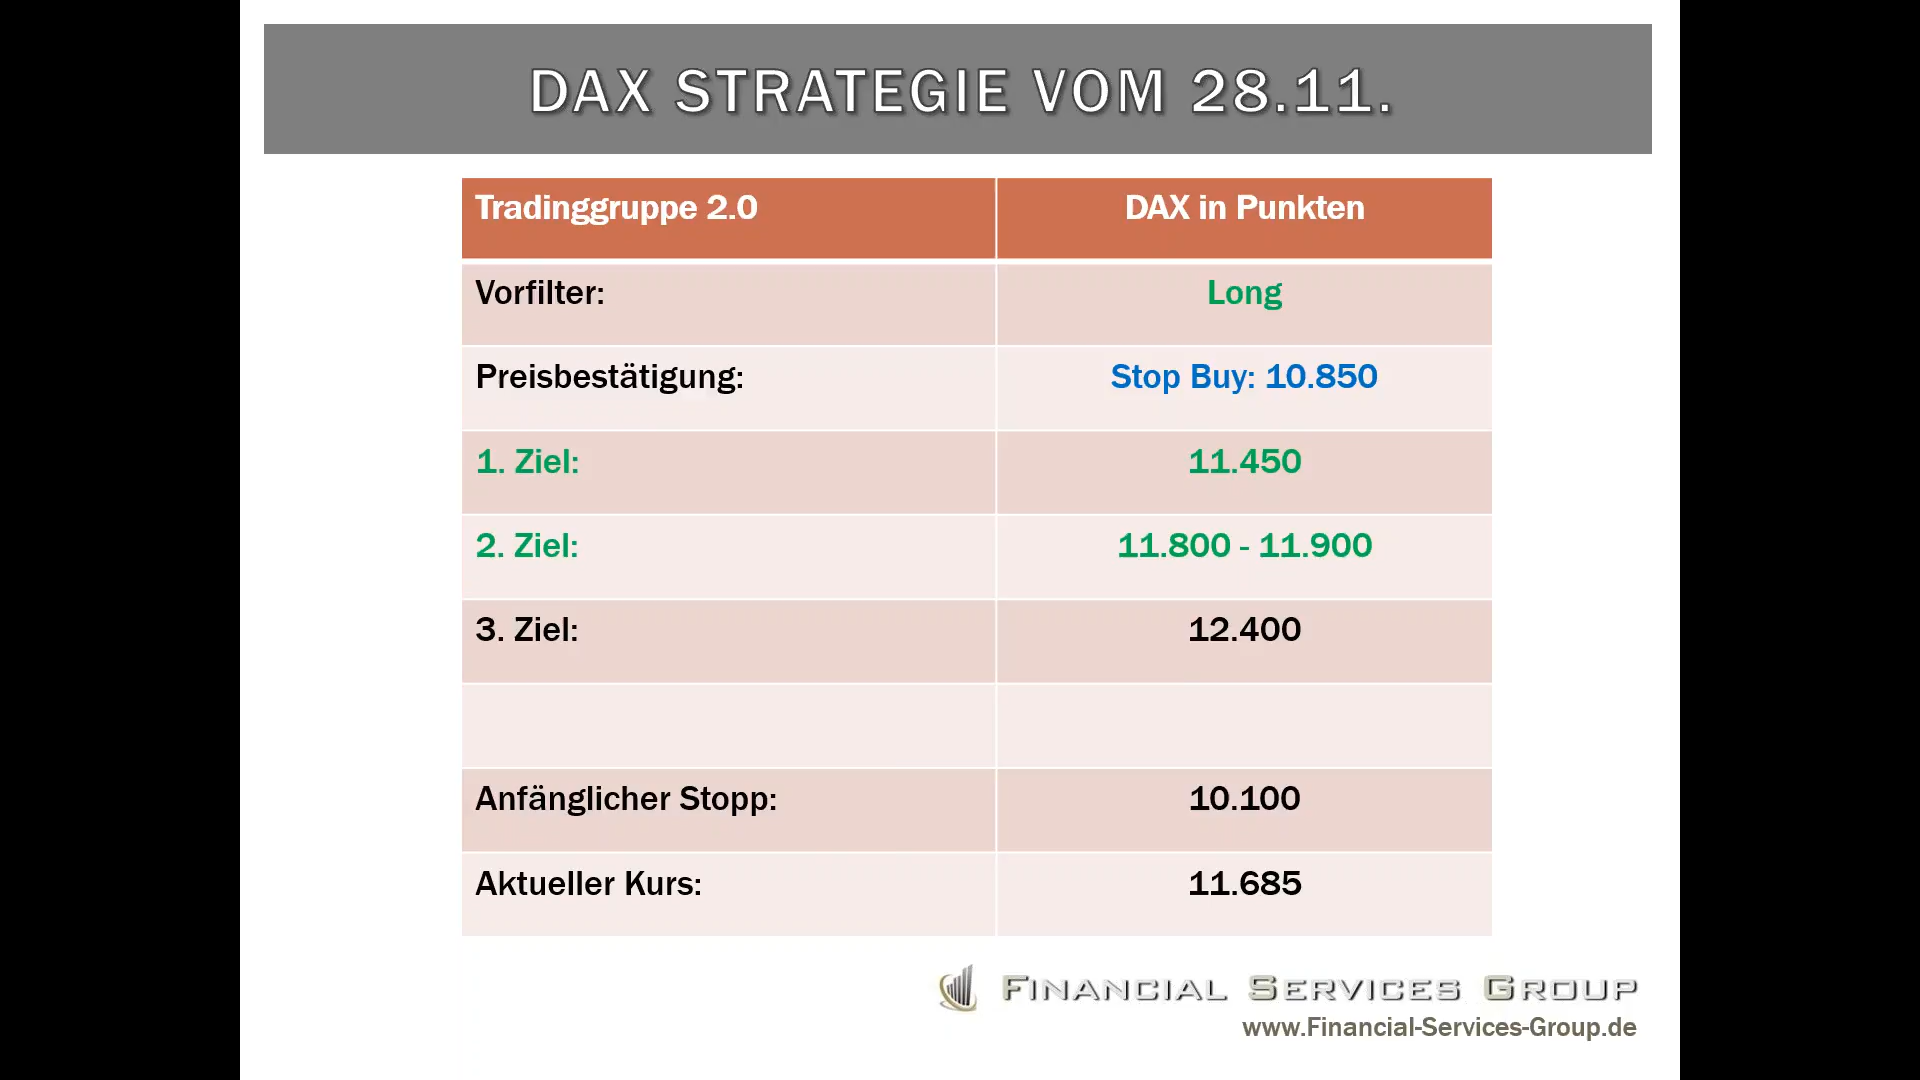 DAX STRATEGIE VOM 28.11.
Tradinggruppe 2.0 DAX in Punkten
Vorfilter: Long
Preisbestätigung: Stop Buy: 10.850
1. Ziel: 11.450
2. Ziel: 11.800 - 11.900
3. Ziel: 12.400
Anfänglicher Stopp: 10.100
Aktueller Kurs: 11.685
FINANCIAL SERVICES GROUP
www.Financial-Services-Group.de